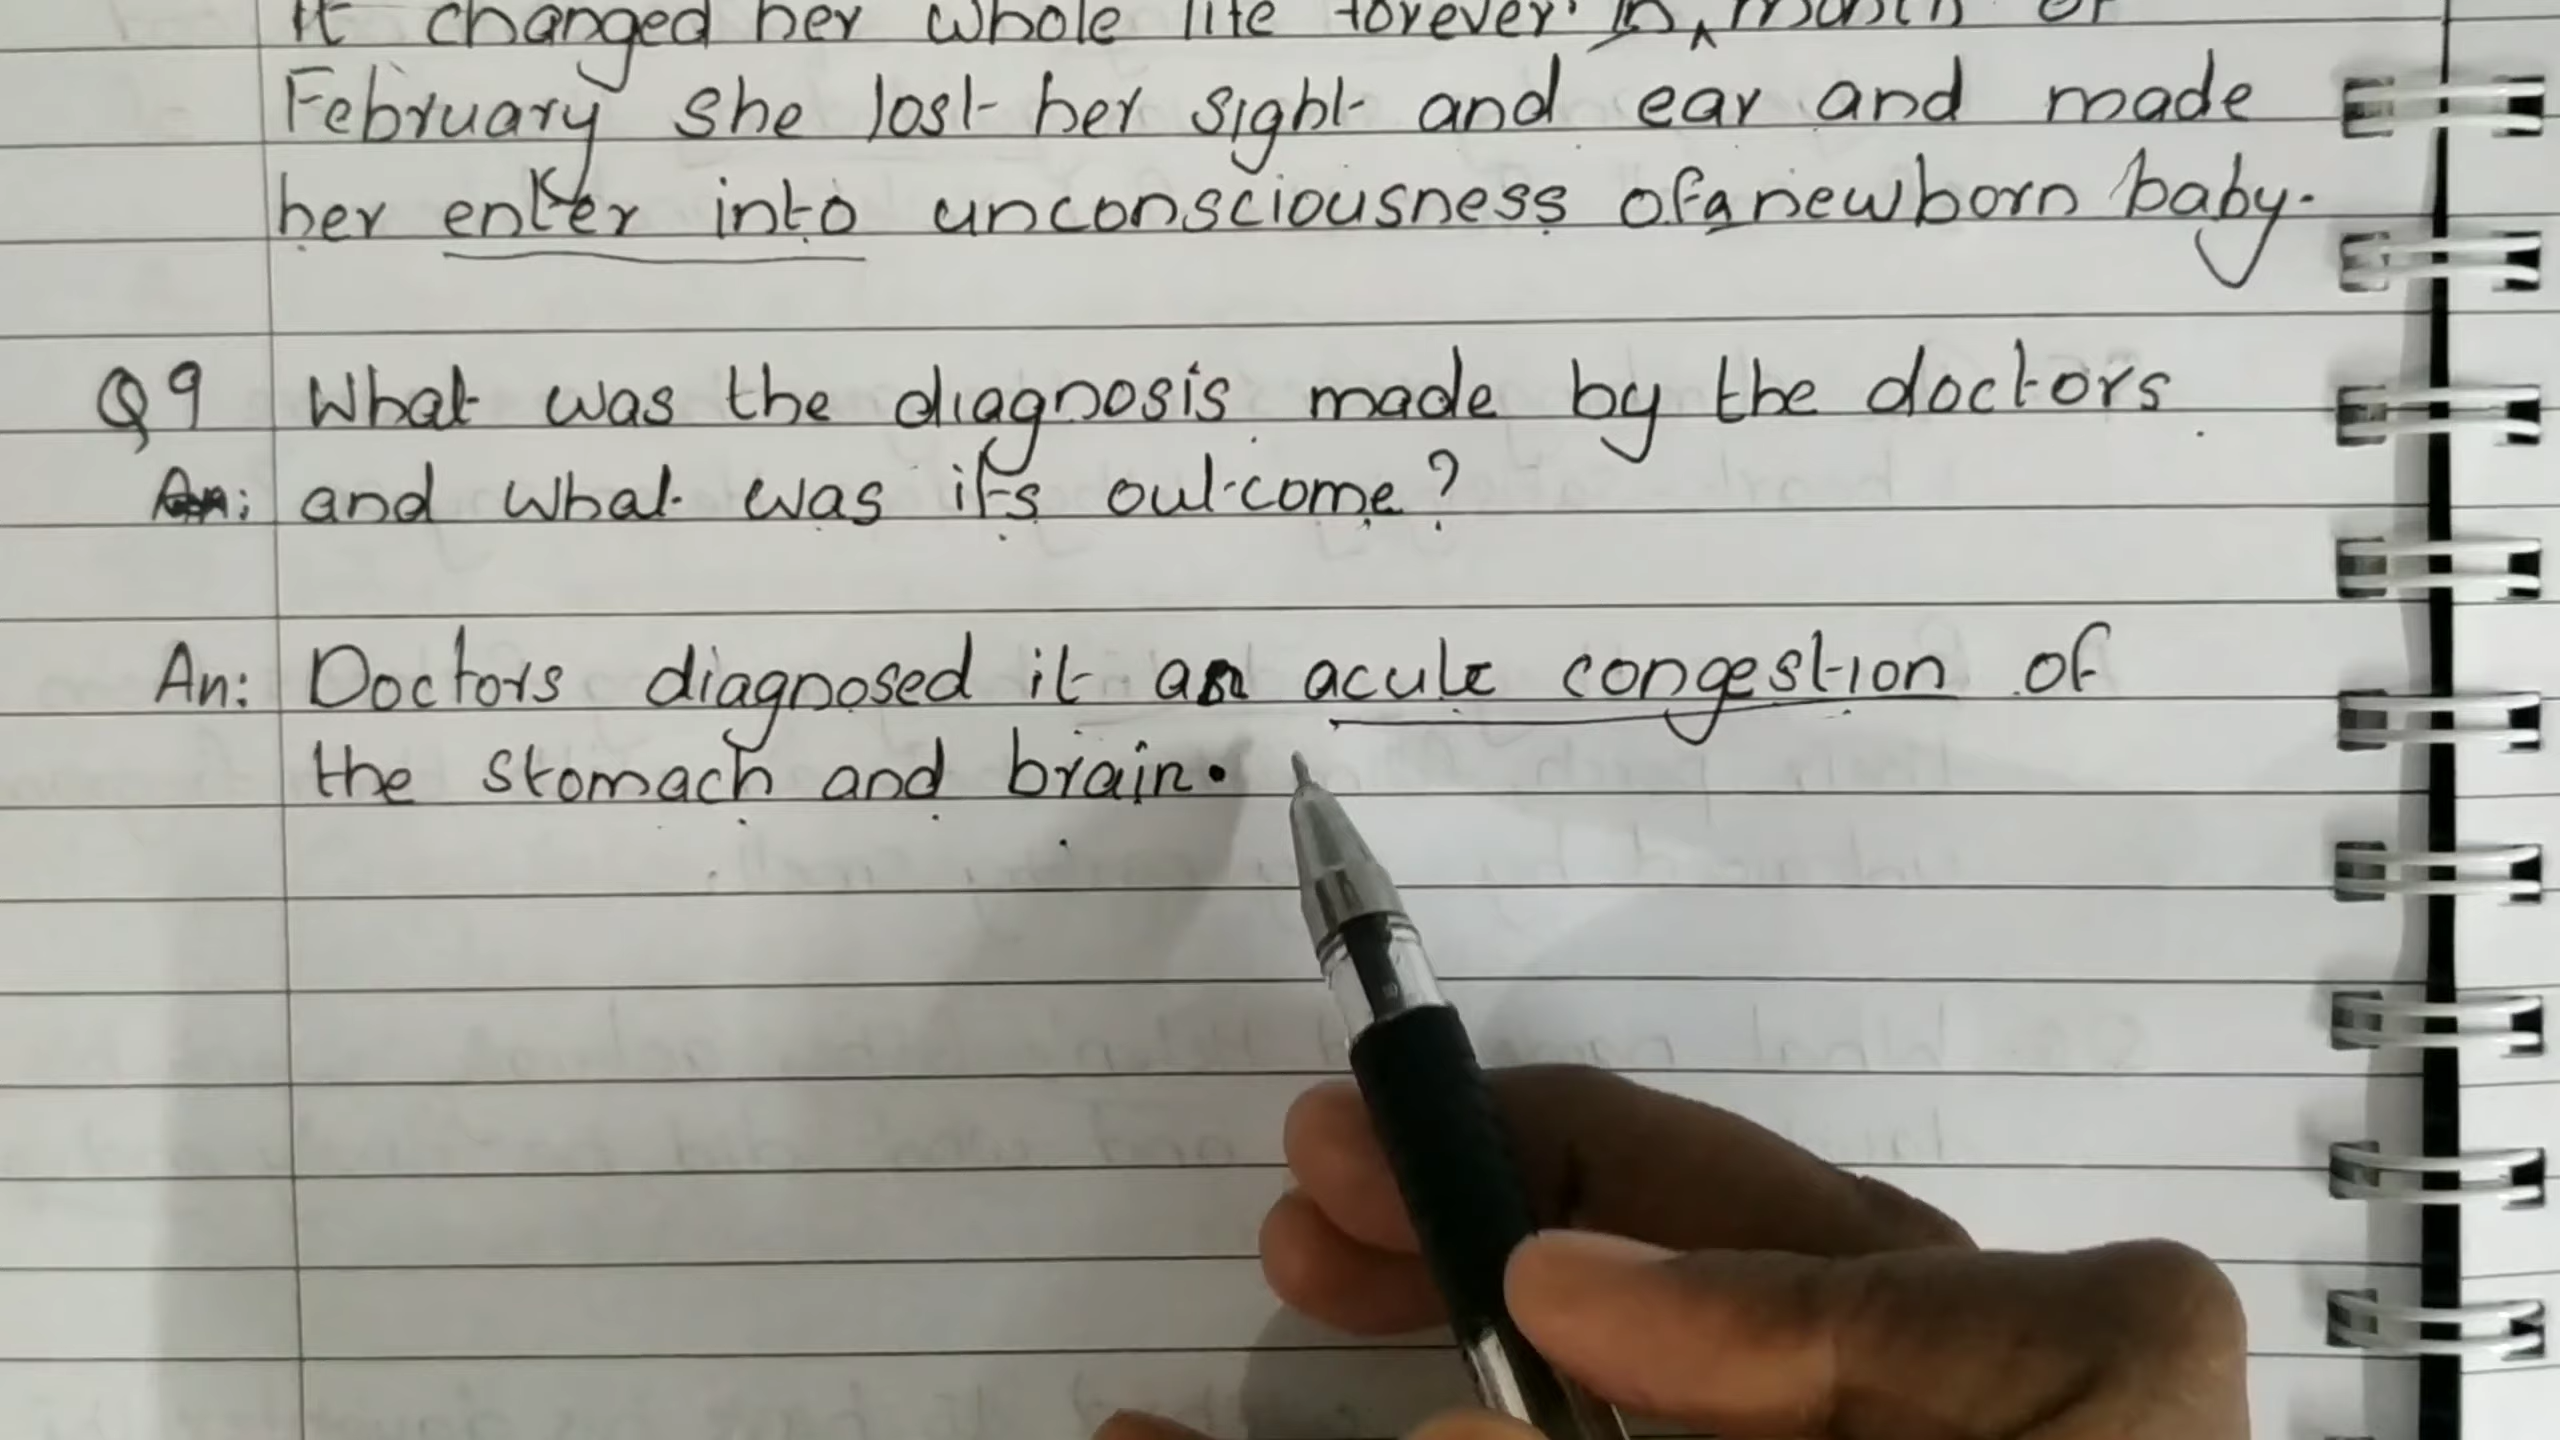 It changed her whole life forever. In ^ month of
February she lost her sight and ear and made
her enter into unconsciousness of a newborn baby.
Q9 What was the diagnosis made by the doctors
An: and what was its outcome?
An: Doctors diagnosed it an acute congestion of
the stomach and brain.